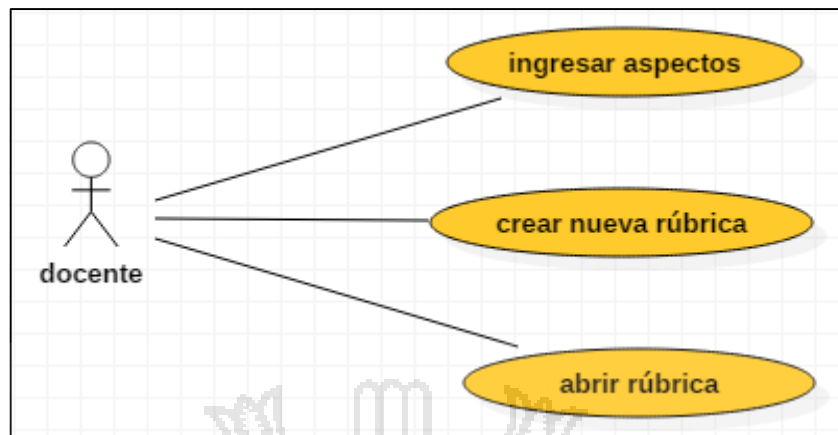 ingresar aspectos
crear nueva rúbrica
docente
abrir rúbrica